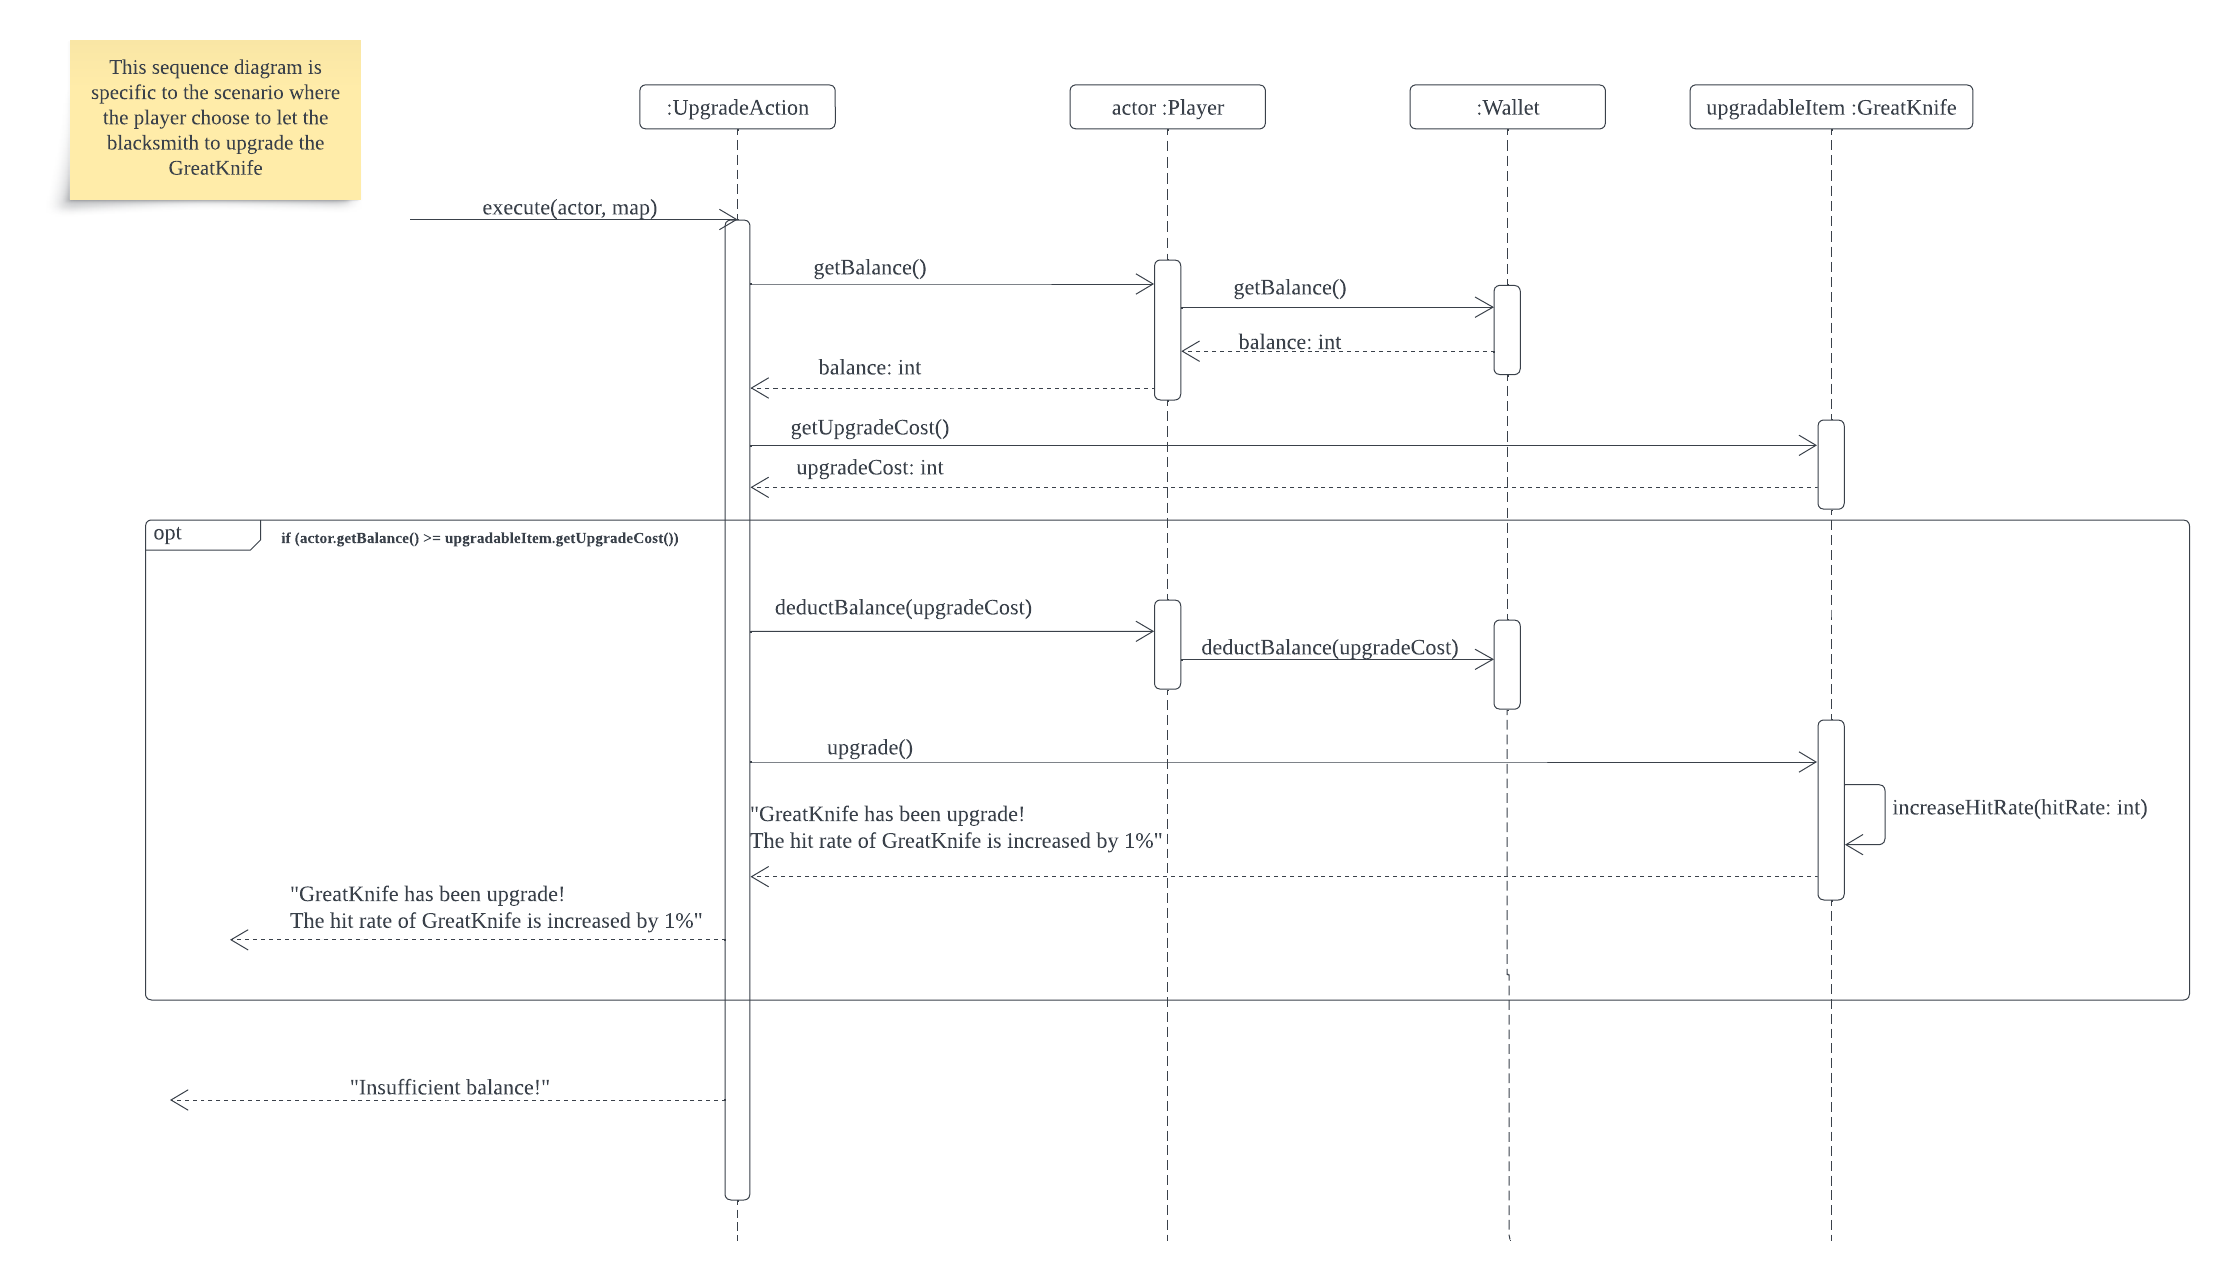 This sequence diagram is
specific to the scenario where
the player choose to let the
blacksmith to upgrade the
GreatKnife
:UpgradeAction
actor :Player
:Wallet
upgradableItem :GreatKnife
execute(actor, map)
getBalance()
getBalance()
balance: int
balance: int
getUpgradeCost()
upgradeCost: int
opt
if (actor.getBalance() >= upgradableItem.getUpgradeCost())
deductBalance(upgradeCost)
deductBalance(upgradeCost)
upgrade()
increaseHitRate(hitRate: int)
"GreatKnife has been upgrade!
The hit rate of GreatKnife is increased by 1%"
"GreatKnife has been upgrade!
The hit rate of GreatKnife is increased by 1%"
"Insufficient balance!"